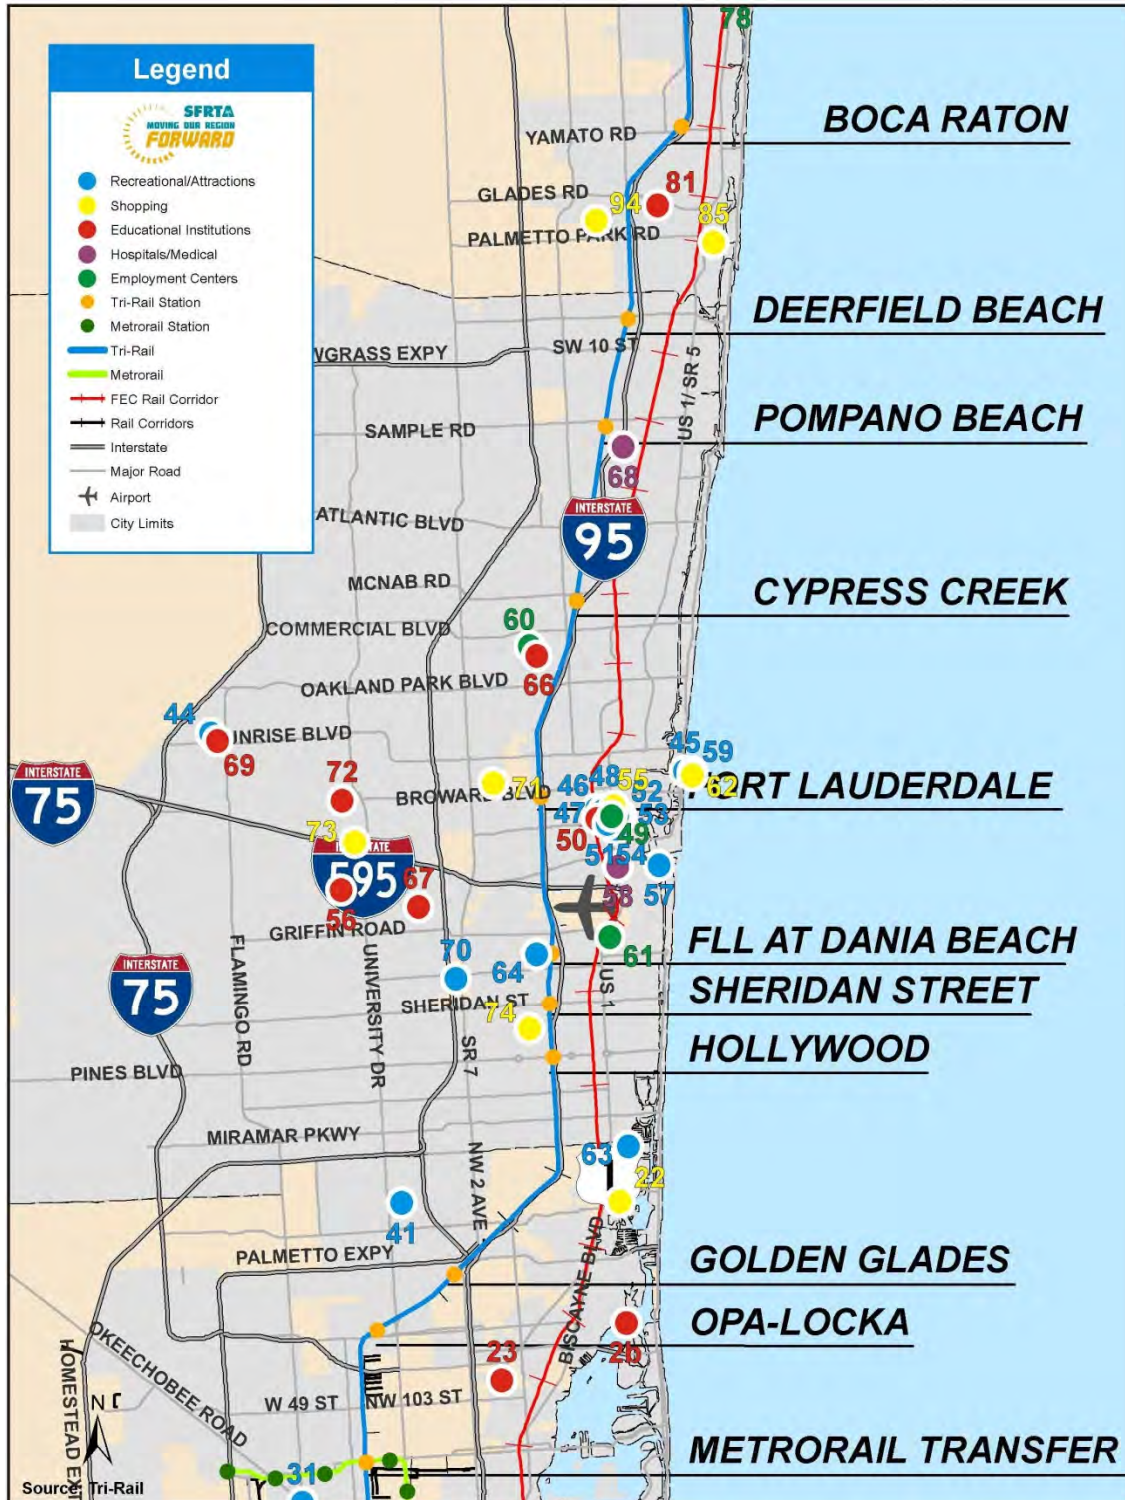 78
Legend
SFRTA
MOVING OUR REGION
FORWARD
Recreational/Attractions
Shopping
Educational Institutions
Hospitals/Medical
Employment Centers
Tri-Rail Station
Metrorail Station
Tri-Rail
Metrorail
FEC Rail Corridor
Rail Corridors
Interstate
Major Road
Airport
City Limits
BOCA RATON
YAMATO RD
GLADES RD
81
94
85
PALMETTO PARK RD
DEERFIELD BEACH
SW 10 ST
WGRASS EXPY
US 1/ SR 5
POMPANO BEACH
SAMPLE RD
68
INTERSTATE
95
ATLANTIC BLVD
MCNAB RD
CYPRESS CREEK
60
COMMERCIAL BLVD
66
OAKLAND PARK BLVD
44
UNRISE BLVD
69
45
59
62
INTERSTATE
75
72
71
BROWARD BLVD
46
48
55
52
FORT LAUDERDALE
47
53
50
49
51
54
73
INTERSTATE
595
67
56
58
57
GRIFFIN ROAD
70
64
61
FLL AT DANIA BEACH
INTERSTATE
75
FLAMINGO RD
UNIVERSITY DR
SHERIDAN ST
US 1
SHERIDAN STREET
74
SR 7
HOLLYWOOD
PINES BLVD
MIRAMAR PKWY
NW 2 AVE
63
22
41
PALMETTO EXPY
BISCAYNE BLVD
GOLDEN GLADES
OPA-LOCKA
OKEECHOBEE ROAD
HOMESTEAD EXT
23
W 49 ST
NW 103 ST
N
METRORAIL TRANSFER
31
Source: Tri-Rail